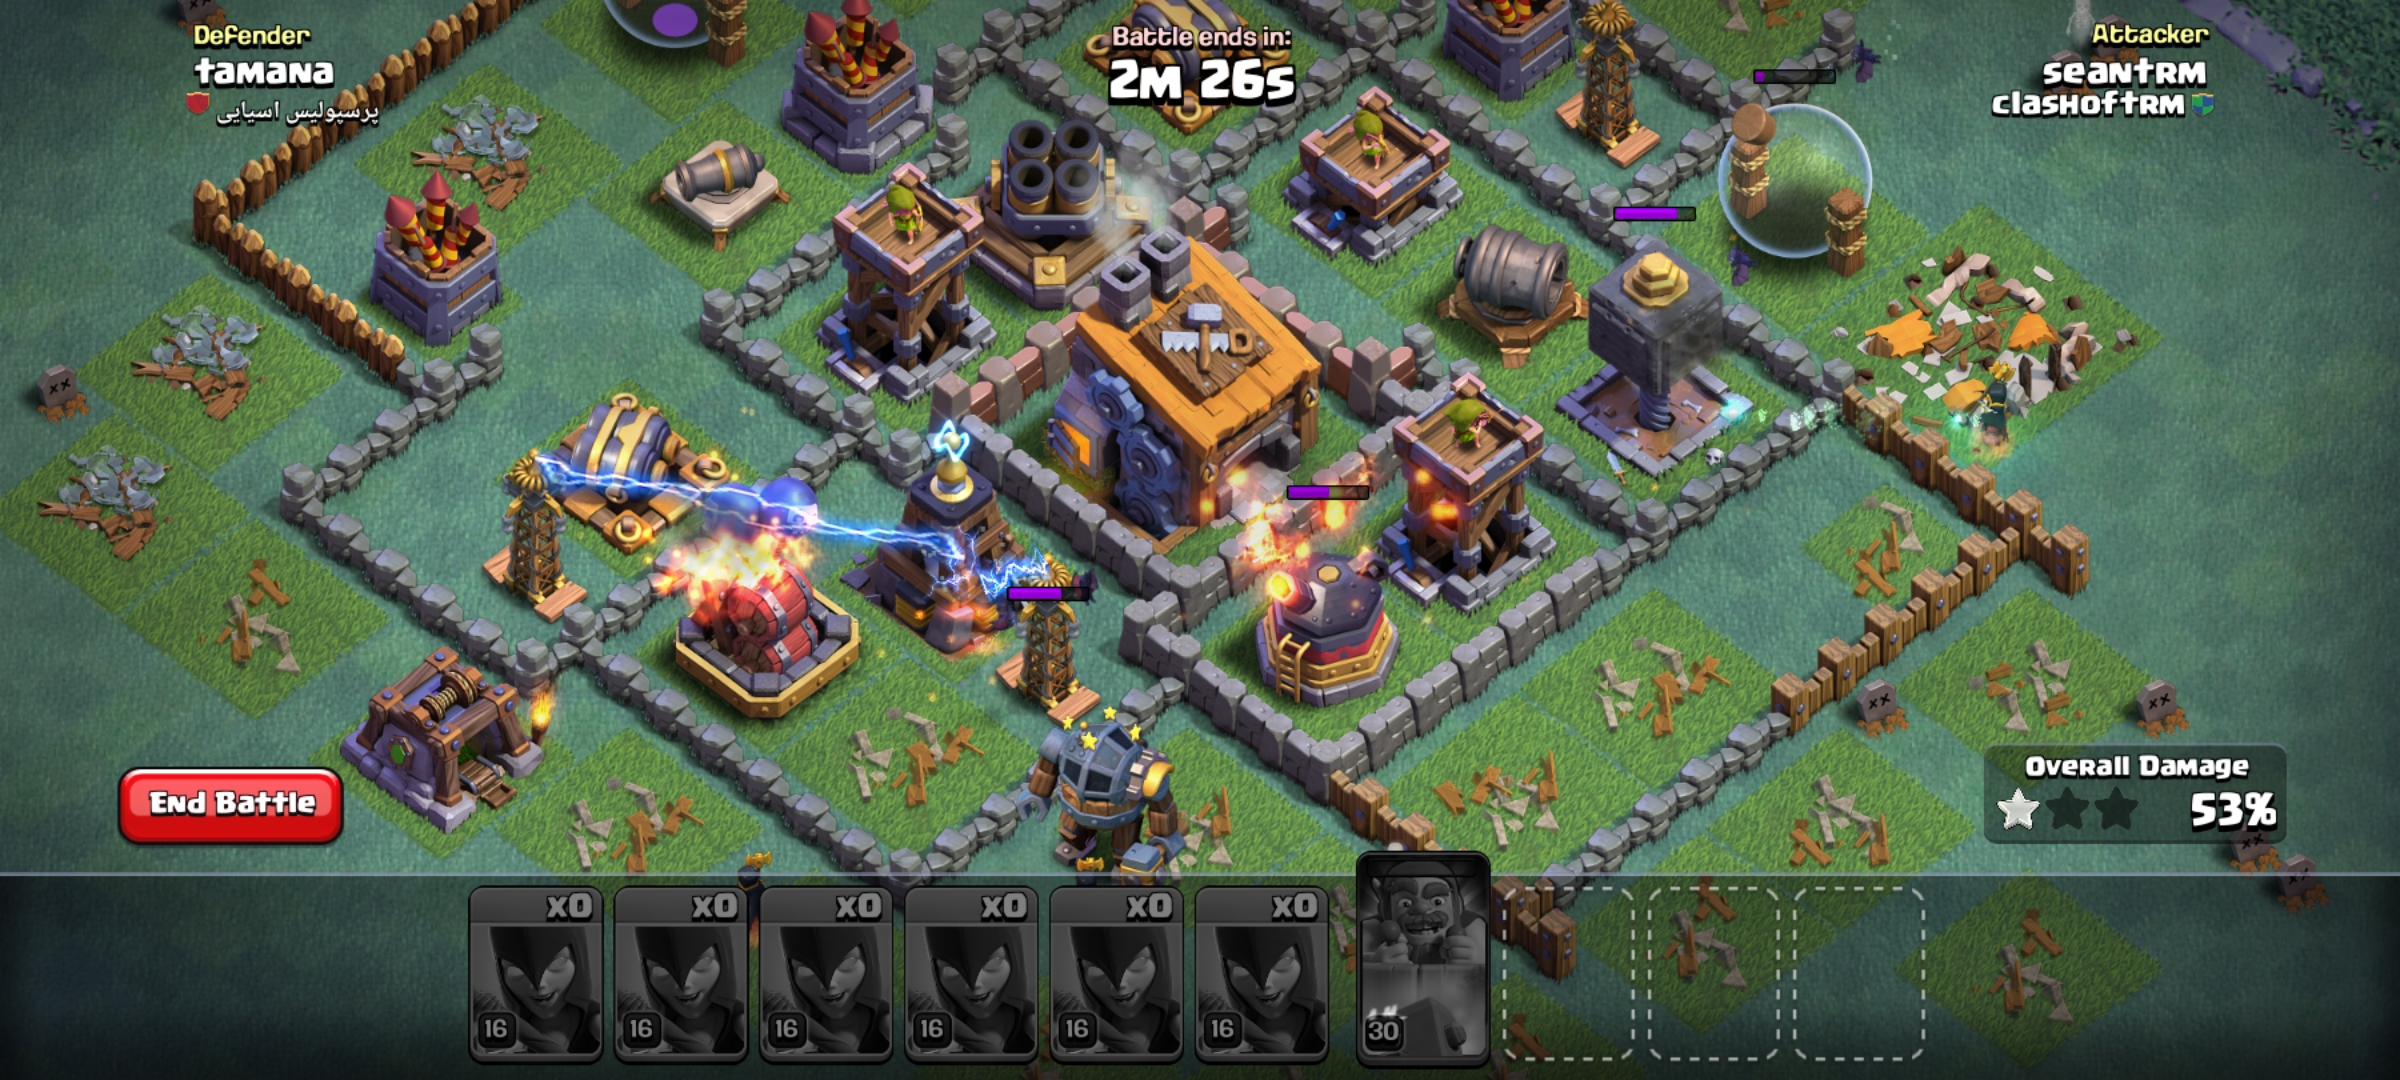 Defender
tamana
پرسپولیس اسیایی
Battle ends in:
2M 26s
Attacker
seantRM
clashoftRM
End Battle
Overall Damage
53%
x0
x0
x0
x0
x0
x0
16
16
16
16
16
16
30